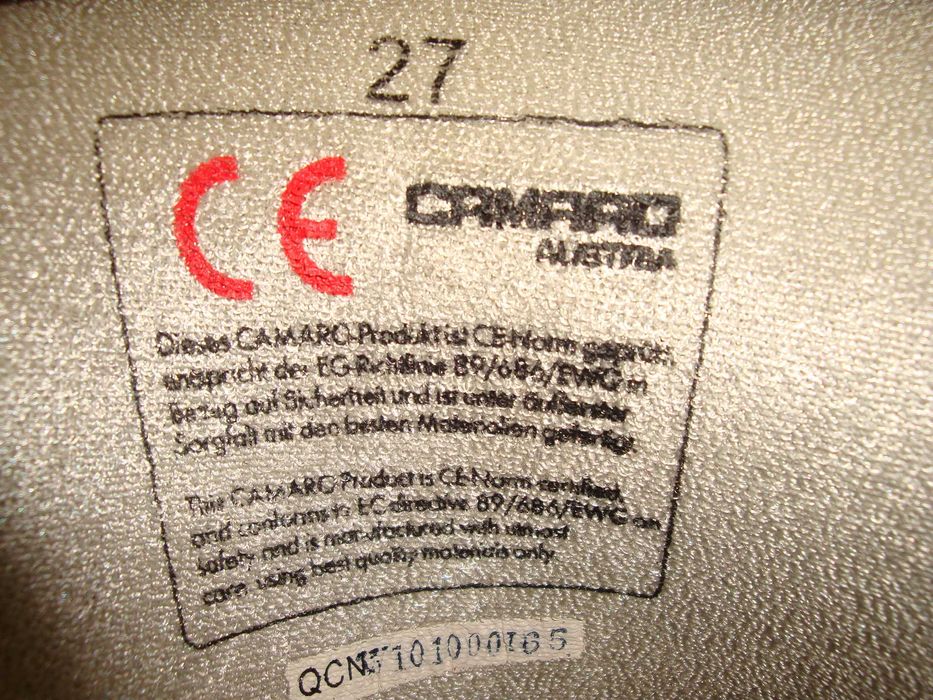 27
CE CAMARO
AUSTRIA
Dieses CAMARO-Produkt ist CE-Norm geprüft,
entspricht der EG-Richtlinie 89/686/EWG in
Bezug auf Sicherheit und ist unter äußerster
Sorgfalt mit den besten Materialien gefertigt.
This CAMARO-Product is CE-Norm certified,
and conforms to EC-directive 89/686/EWG on
safety and is manufactured with utmost
care, using best quality materials only.